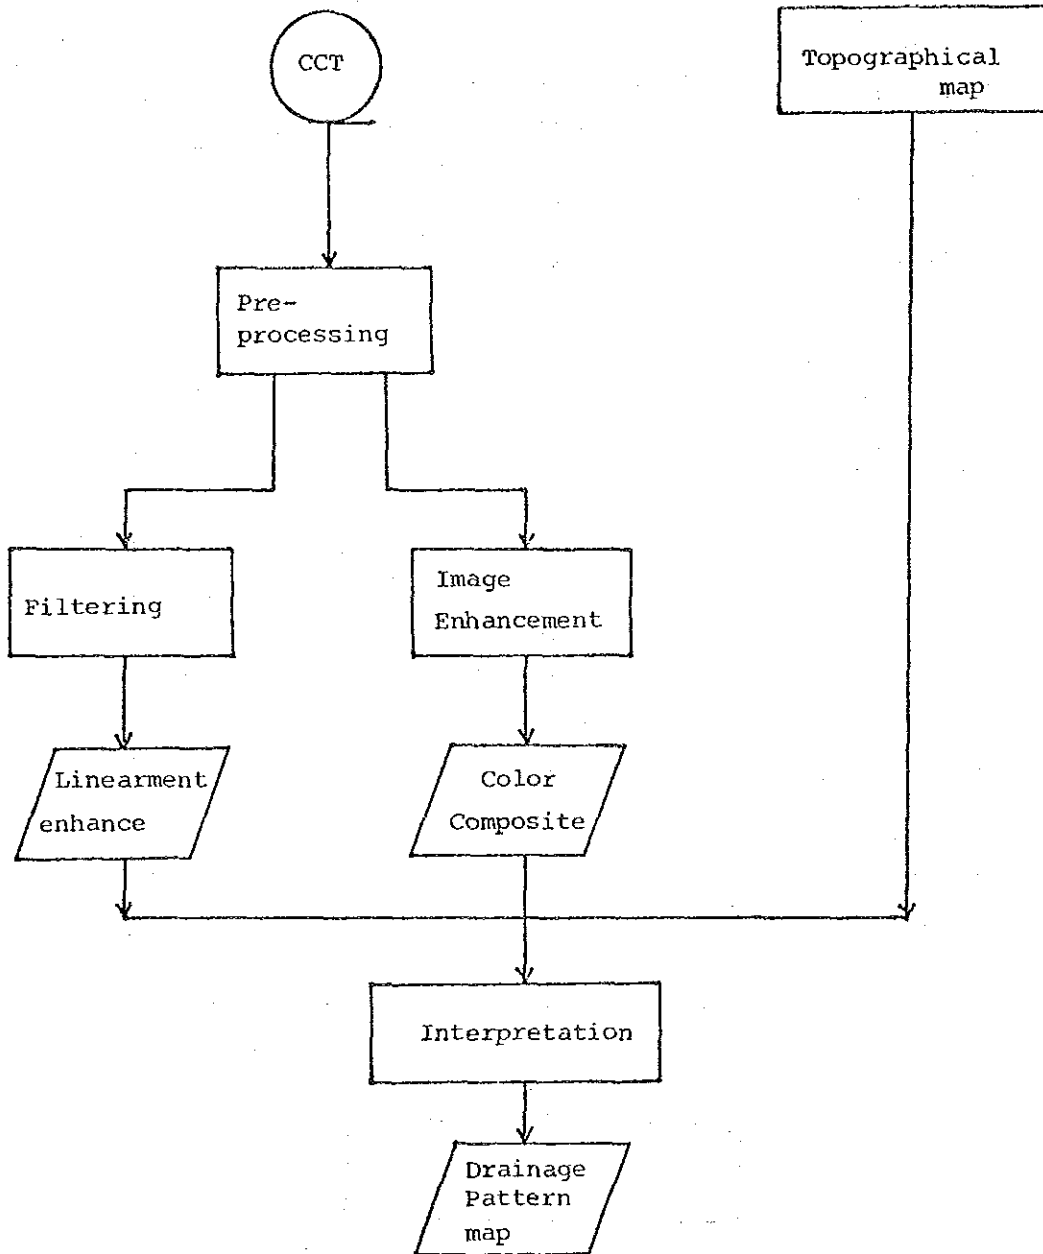 CCT
Topographical
map
Pre-
processing
Filtering
Image
Enhancement
Linearment
enhance
Color
Composite
Interpretation
Drainage
Pattern
map